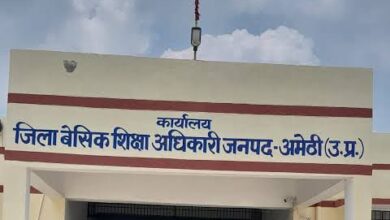 कार्यालय
जिला बेसिक शिक्षा अधिकारी जनपद-अमेठी (उ.प्र.)